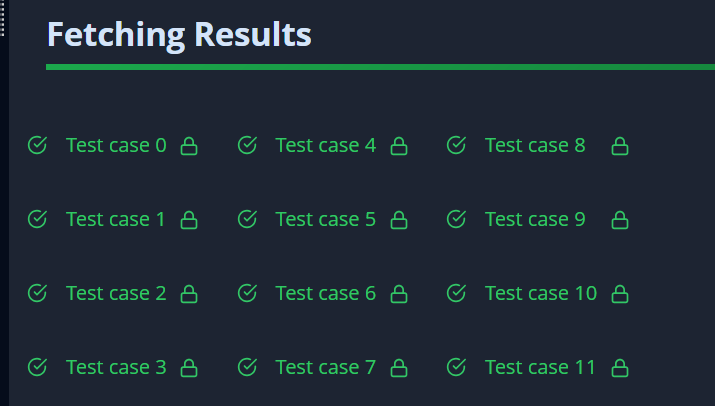 Fetching Results
Test case 0
Test case 4
Test case 8
Test case 1
Test case 5
Test case 9
Test case 2
Test case 6
Test case 10
Test case 3
Test case 7
Test case 11